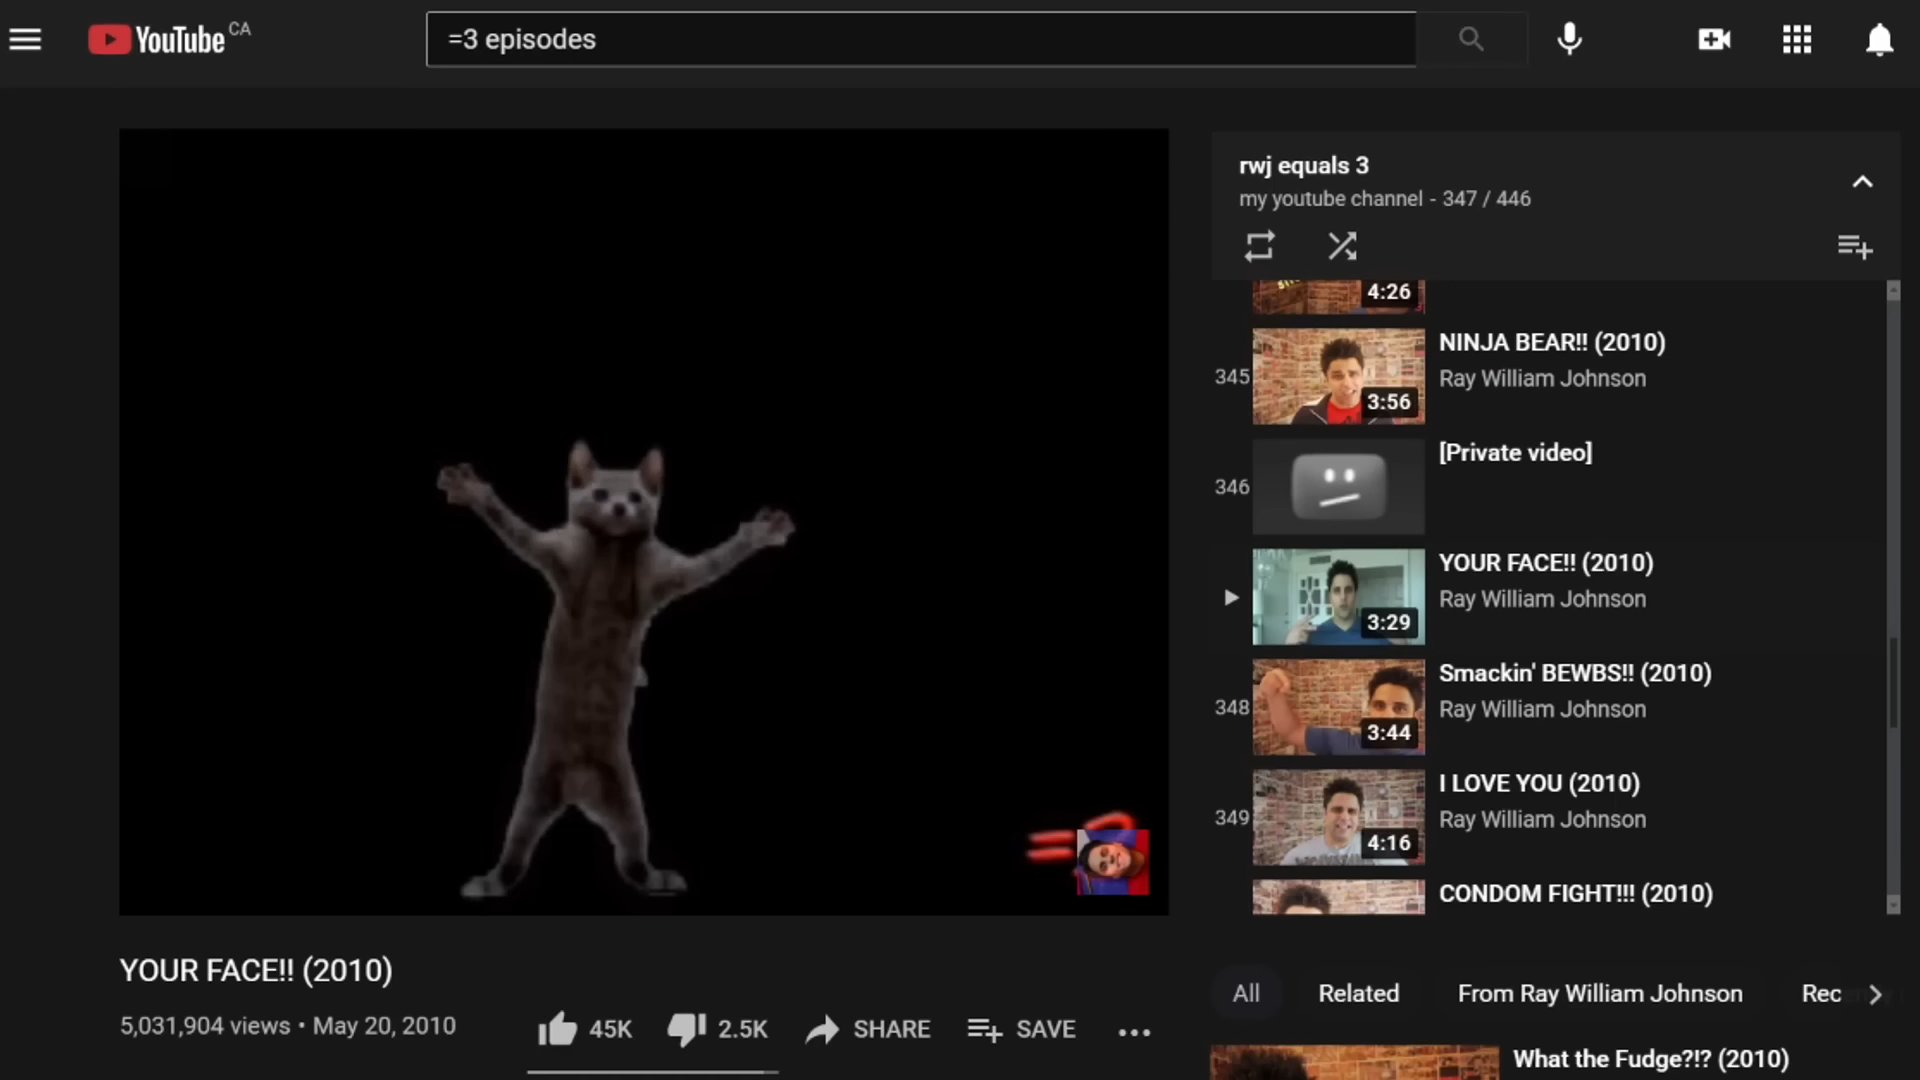 YouTube CA
=3 episodes
rwj equals 3
my youtube channel - 347 / 446
4:26
345
3:56
NINJA BEAR!! (2010)
Ray William Johnson
346
[Private video]
3:29
YOUR FACE!! (2010)
Ray William Johnson
348
3:44
Smackin' BEWBS!! (2010)
Ray William Johnson
349
4:16
I LOVE YOU (2010)
Ray William Johnson
CONDOM FIGHT!!! (2010)
YOUR FACE!! (2010)
5,031,904 views • May 20, 2010
45K
2.5K
SHARE
SAVE
All
Related
From Ray William Johnson
Rec
What the Fudge?!? (2010)